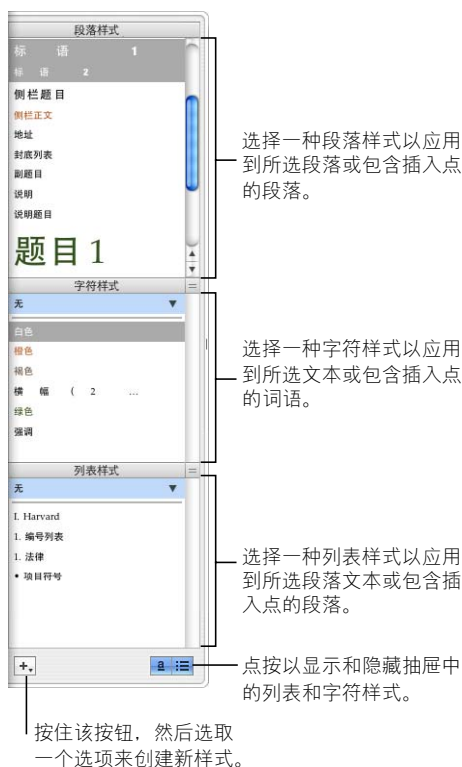 段落样式
标 语 1
标 语 2
侧栏题目
侧栏正文
地址
封底列表
副题目
说明
说明题目
题目 1
选择一种段落样式以应用
到所选段落或包含插入点
的段落。
字符样式
无
白色
橙色
褐色
横 幅 ( 2 …
绿色
强调
选择一种字符样式以应用
到所选文本或包含插入点
的词语。
列表样式
无
I. Harvard
1. 编号列表
1. 法律
• 项目符号
选择一种列表样式以应用
到所选段落文本或包含插
入点的段落。
a
点按以显示和隐藏抽屉中
的列表和字符样式。
按住该按钮，然后选取
一个选项来创建新样式。